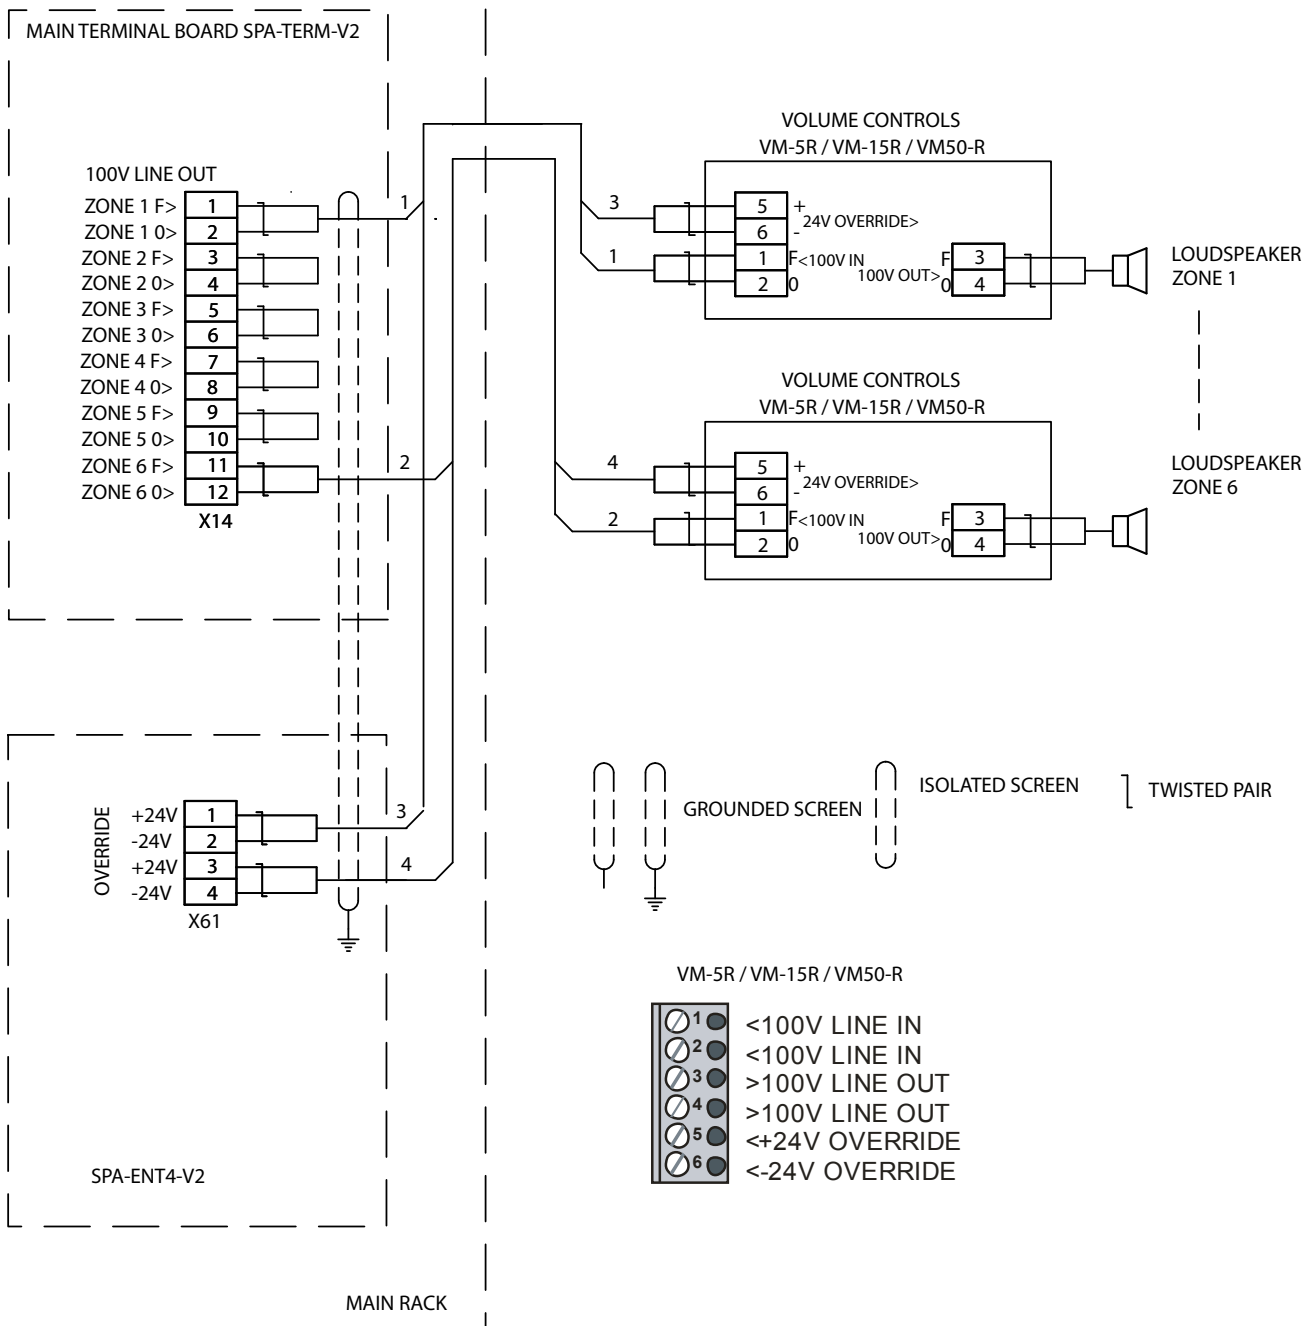 MAIN TERMINAL BOARD SPA-TERM-V2
100V LINE OUT
ZONE 1 F> 1
ZONE 1 0> 2
ZONE 2 F> 3
ZONE 2 0> 4
ZONE 3 F> 5
ZONE 3 0> 6
ZONE 4 F> 7
ZONE 4 0> 8
ZONE 5 F> 9
ZONE 5 0> 10
ZONE 6 F> 11
ZONE 6 0> 12
X14
1
2
3
1
4
2
VOLUME CONTROLS
VM-5R / VM-15R / VM50-R
5 +
24V OVERRIDE>
6 -
1 F<100V IN
2 0
100V OUT>
F 3
0 4
LOUDSPEAKER
ZONE 1
VOLUME CONTROLS
VM-5R / VM-15R / VM50-R
5 +
24V OVERRIDE>
6 -
1 F<100V IN
2 0
100V OUT>
F 3
0 4
LOUDSPEAKER
ZONE 6
OVERRIDE
+24V 1
-24V 2
+24V 3
-24V 4
X61
3
4
SPA-ENT4-V2
MAIN RACK
GROUNDED SCREEN
ISOLATED SCREEN
TWISTED PAIR
VM-5R / VM-15R / VM50-R
1 <100V LINE IN
2 <100V LINE IN
3 >100V LINE OUT
4 >100V LINE OUT
5 <+24V OVERRIDE
6 <-24V OVERRIDE